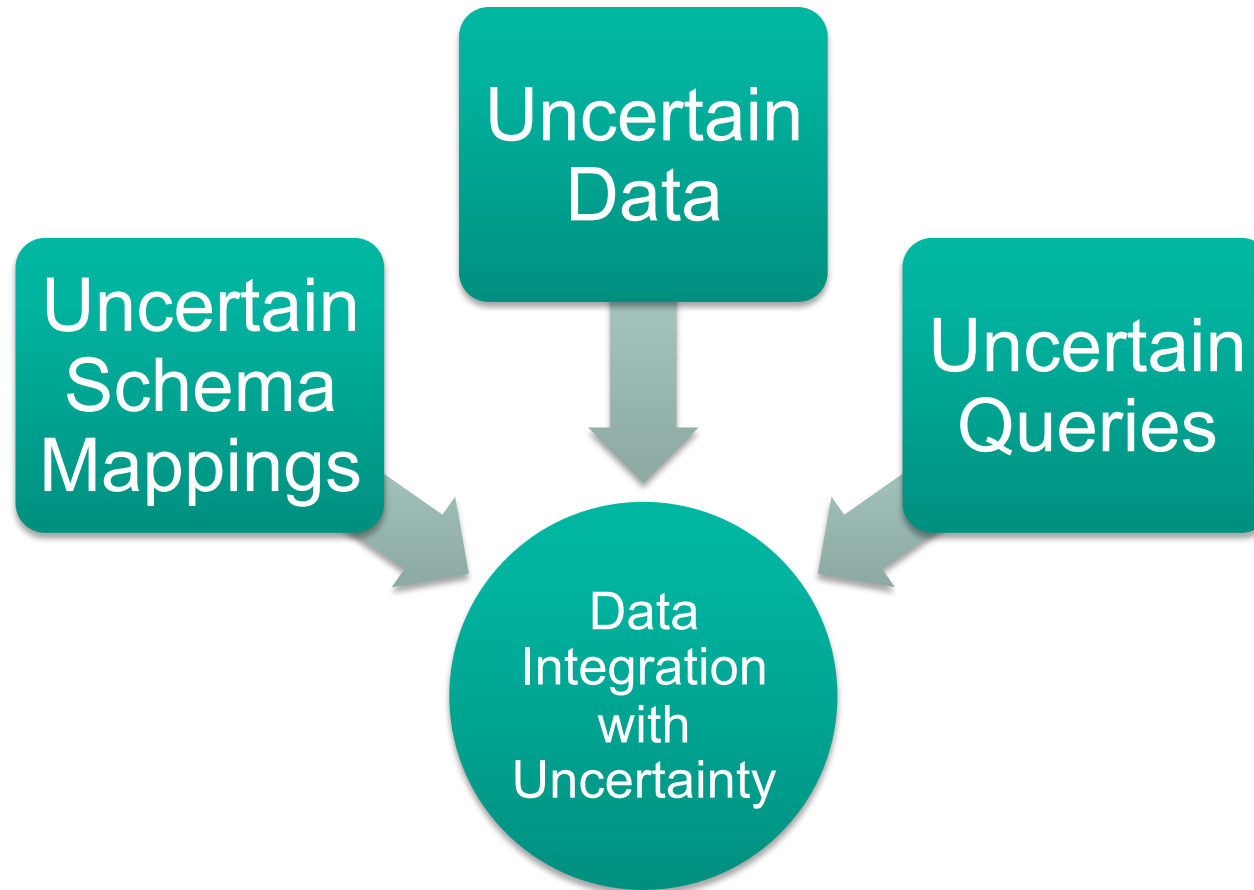 Uncertain
Data
Uncertain
Schema
Mappings
Uncertain
Queries
Data
Integration
with
Uncertainty